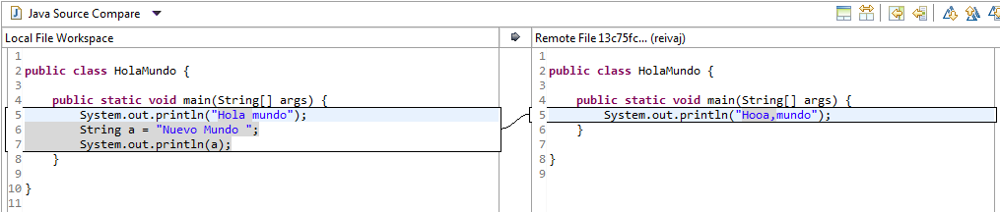 Java Source Compare
Local File Workspace
1
2 public class HolaMundo {
3
4 public static void main(String[] args) {
5 System.out.println("Hola mundo");
6 String a = "Nuevo Mundo ";
7 System.out.println(a);
8 }
9
10 }
11
Remote File 13c75fc... (reivaj)
1
2 public class HolaMundo {
3
4 public static void main(String[] args) {
5 System.out.println("Hooa,mundo");
6 }
7
8 }
9